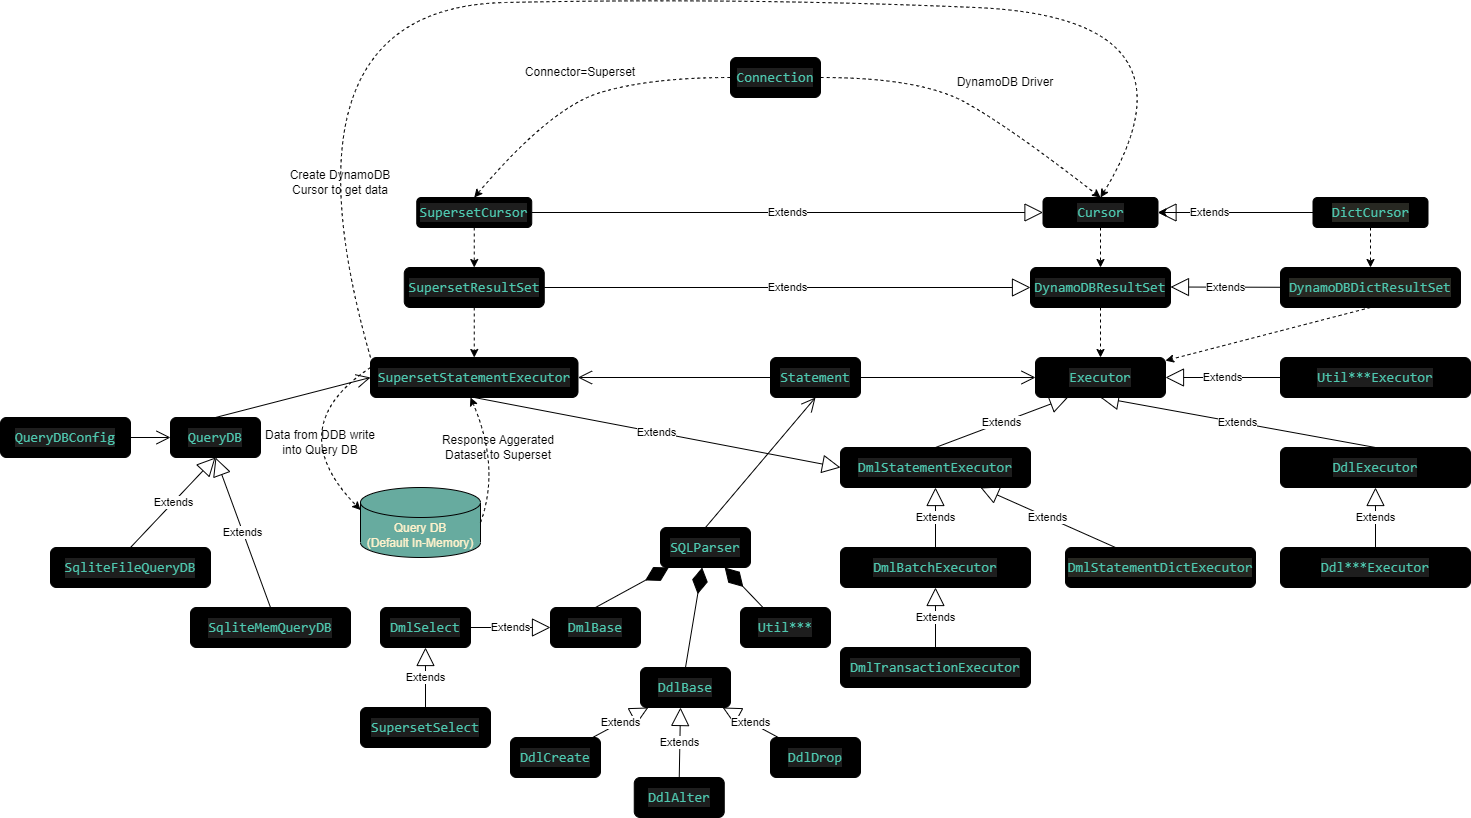 Connector=Superset
Connection
DynamoDB Driver
Create DynamoDB
Cursor to get data
SupersetCursor
Extends
Cursor
Extends
DictCursor
SupersetResultSet
Extends
DynamoDBResultSet
Extends
DynamoDBDictResultSet
SupersetStatementExecutor
Statement
Executor
Extends
Util***Executor
QueryDBConfig
QueryDB
Data from DDB write
into Query DB
Response Aggerated
Dataset to Superset
Extends
Extends
Extends
DmlStatementExecutor
DdlExecutor
Extends
Extends
Query DB
(Default In-Memory)
Extends
Extends
Extends
SQLParser
SqliteFileQueryDB
DmlBatchExecutor
DmlStatementDictExecutor
Ddl***Executor
SqliteMemQueryDB
DmlSelect
Extends
DmlBase
Util***
Extends
DmlTransactionExecutor
Extends
DdlBase
SupersetSelect
Extends
Extends
Extends
DdlCreate
DdlDrop
DdlAlter